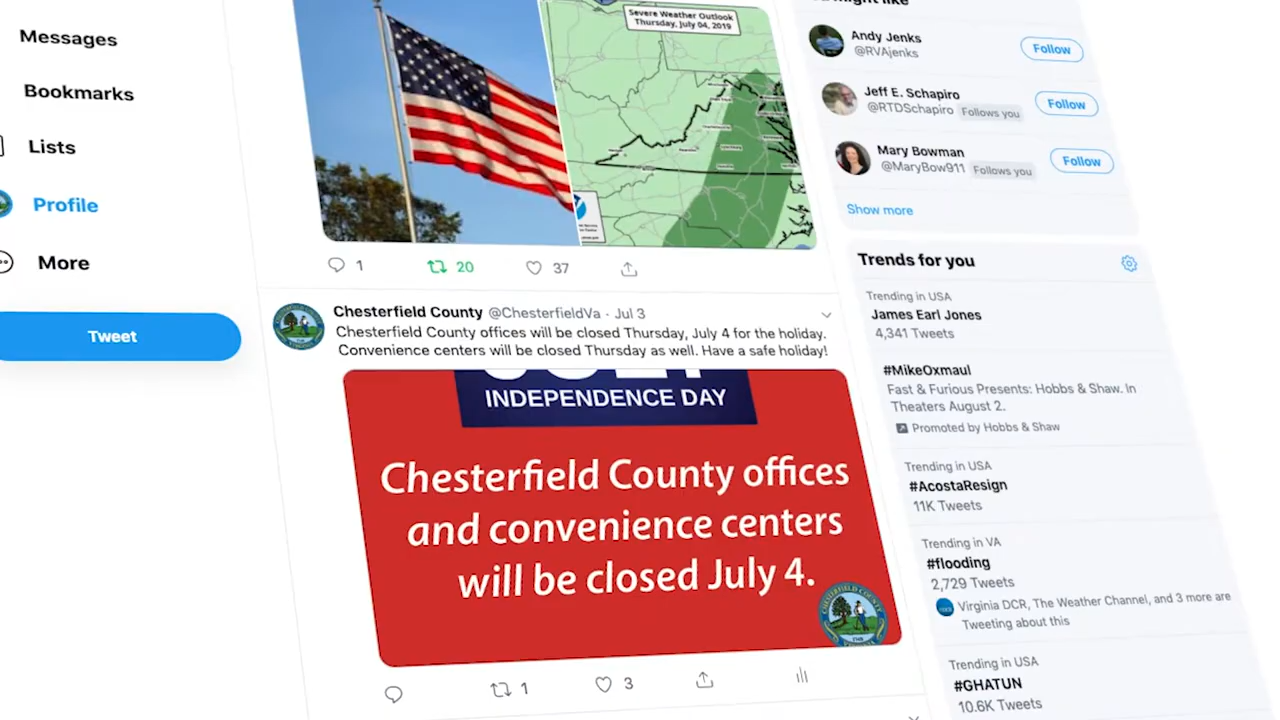 Messages
Bookmarks
Lists
Profile
More
Tweet
Severe Weather Outlook
Thursday, July 04, 2019
1
20
37
Chesterfield County @ChesterfieldVa · Jul 3
Chesterfield County offices will be closed Thursday, July 4 for the holiday.
Convenience centers will be closed Thursday as well. Have a safe holiday!
INDEPENDENCE DAY
Chesterfield County offices
and convenience centers
will be closed July 4.
CHESTERFIELD COUNTY
1
3
might like
Andy Jenks
@RVAjenks
Follow
Jeff E. Schapiro
@RTDSchapiro Follows you
Follow
Mary Bowman
@MaryBow911 Follows you
Follow
Show more
Trends for you
Trending in USA
James Earl Jones
4,341 Tweets
#MikeOxmaul
Fast & Furious Presents: Hobbs & Shaw. In
Theaters August 2.
Promoted by Hobbs & Shaw
Trending in USA
#AcostaResign
11K Tweets
Trending in VA
#flooding
2,729 Tweets
Virginia DCR, The Weather Channel, and 3 more are
Tweeting about this
Trending in USA
#GHATUN
10.6K Tweets